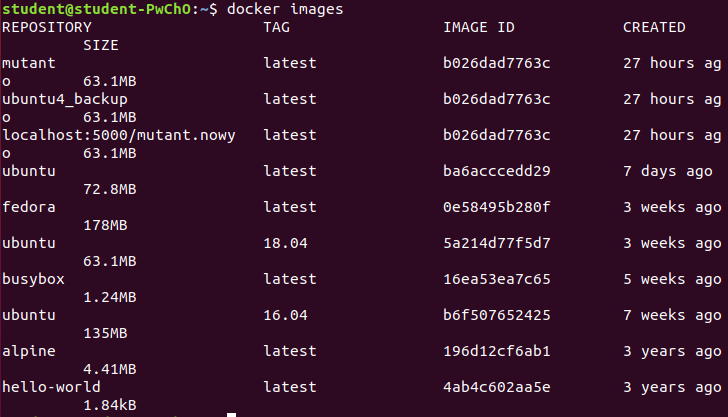 student@student-PwChO:~$ docker images
REPOSITORY TAG IMAGE ID CREATED
SIZE
mutant latest b026dad7763c 27 hours ag
o 63.1MB
ubuntu4_backup latest b026dad7763c 27 hours ag
o 63.1MB
localhost:5000/mutant.nowy latest b026dad7763c 27 hours ag
o 63.1MB
ubuntu latest ba6acccedd29 7 days ago
72.8MB
fedora latest 0e58495b280f 3 weeks ago
178MB
ubuntu 18.04 5a214d77f5d7 3 weeks ago
63.1MB
busybox latest 16ea53ea7c65 5 weeks ago
1.24MB
ubuntu 16.04 b6f507652425 7 weeks ago
135MB
alpine latest 196d12cf6ab1 3 years ago
4.41MB
hello-world latest 4ab4c602aa5e 3 years ago
1.84kB